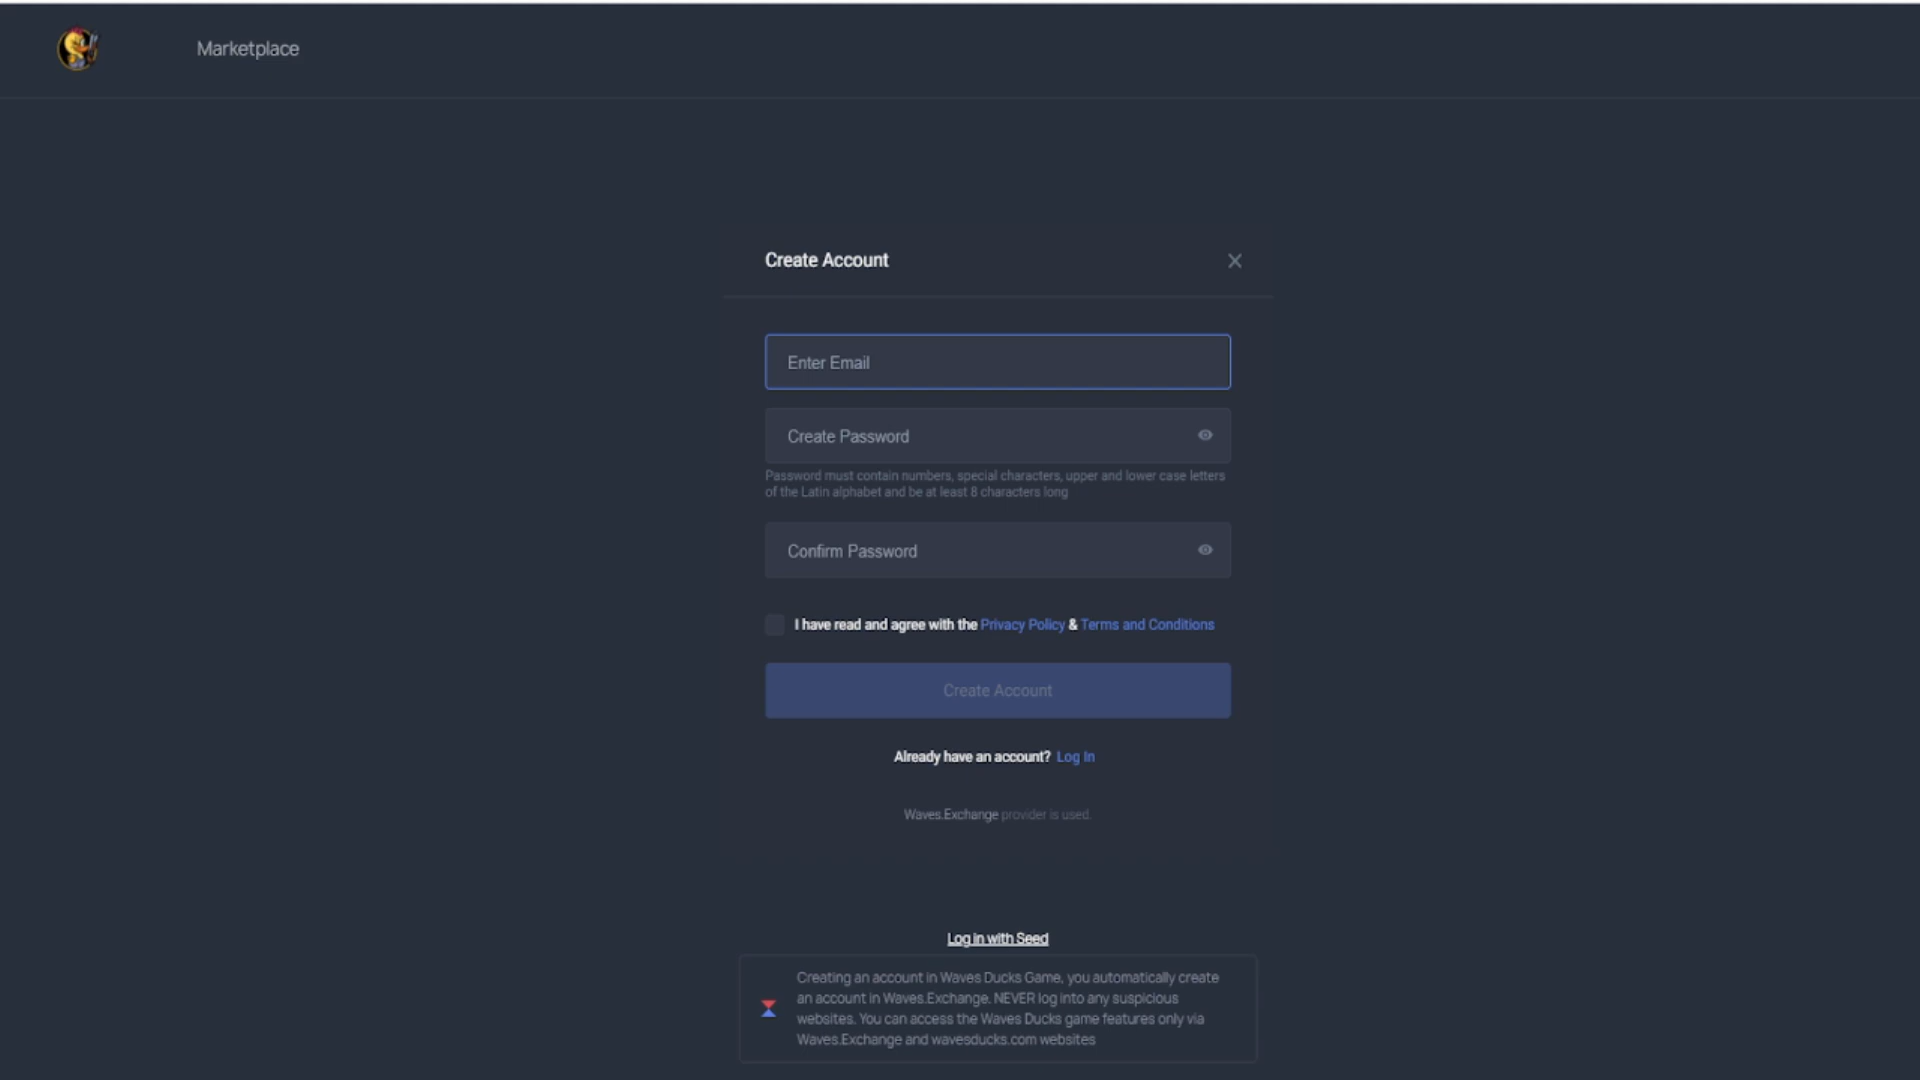 Marketplace
Create Account
Enter Email
Create Password
Password must contain numbers, special characters, upper and lower case letters
of the Latin alphabet and be at least 8 characters long
Confirm Password
I have read and agree with the Privacy Policy & Terms and Conditions
Create Account
Already have an account? Log In
Waves.Exchange provider is used.
Log in with Seed
Creating an account in Waves Ducks Game, you automatically create
an account in Waves.Exchange. NEVER log into any suspicious
websites. You can access the Waves Ducks game features only via
Waves.Exchange and wavesducks.com websites